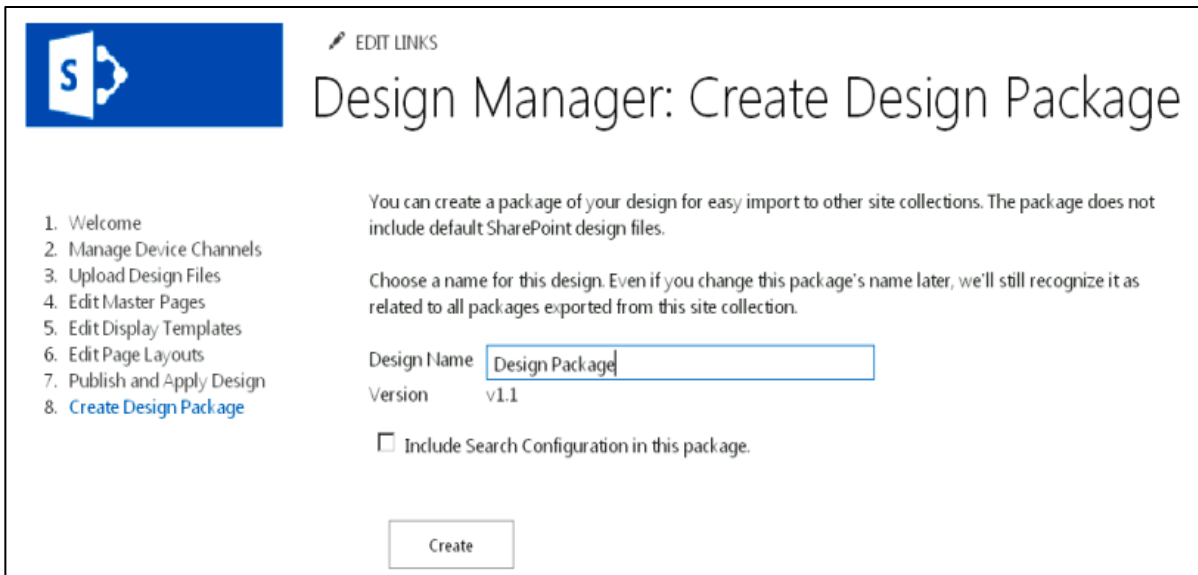 S
EDIT LINKS
Design Manager: Create Design Package
1. Welcome
2. Manage Device Channels
3. Upload Design Files
4. Edit Master Pages
5. Edit Display Templates
6. Edit Page Layouts
7. Publish and Apply Design
8. Create Design Package
You can create a package of your design for easy import to other site collections. The package does not
include default SharePoint design files.
Choose a name for this design. Even if you change this package's name later, we'll still recognize it as
related to all packages exported from this site collection.
Design Name Design Package
Version v1.1
Include Search Configuration in this package.
Create